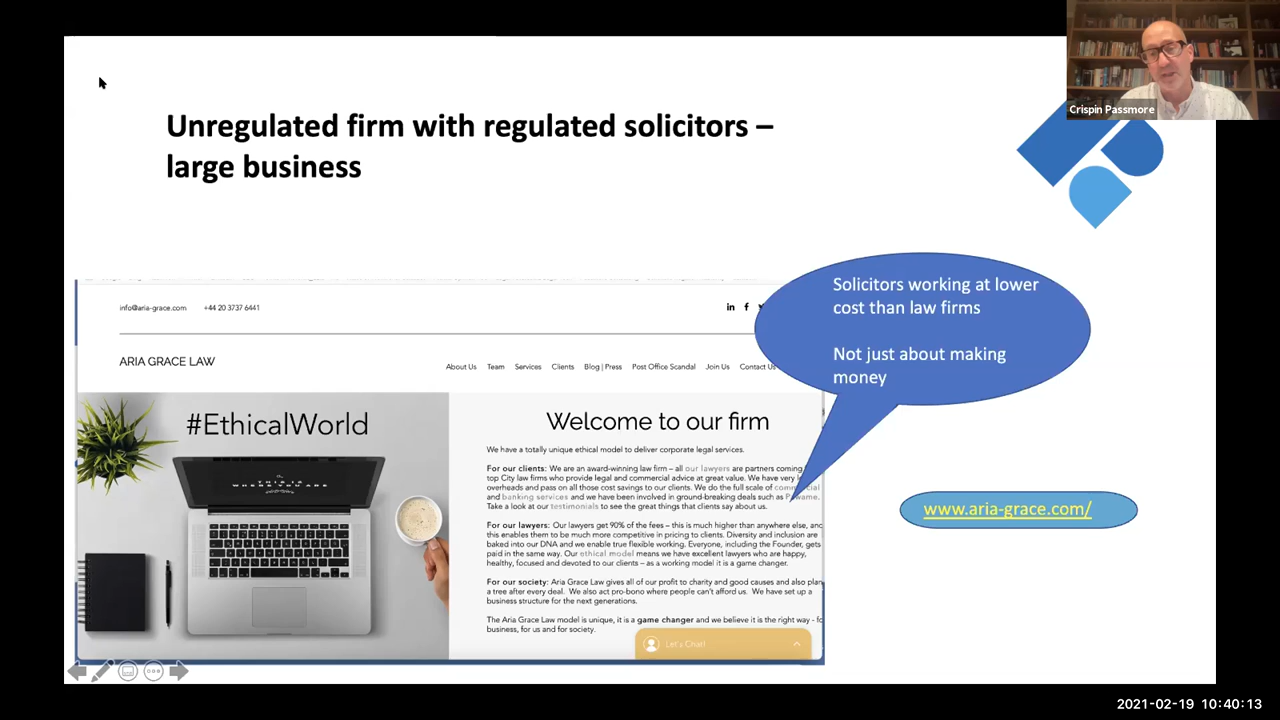 Crispin Passmore
Unregulated firm with regulated solicitors –
large business
Solicitors working at lower
cost than law firms
Not just about making
money
info@aria-grace.com +44 20 3737 6441
ARIA GRACE LAW
About Us Team Services Clients Blog | Press Post Office Scandal Join Us Contact Us
#EthicalWorld
THIS IS
WHERE YOU ARE
Welcome to our firm
We have a totally unique ethical model to deliver corporate legal services.
For our clients: We are an award-winning law firm – all our lawyers are partners coming
top City law firms who provide legal and commercial advice at great value. We have very
overheads and pass on all those cost savings to our clients. We do the full scale of
and banking services and we have been involved in ground-breaking deals such as
Take a look at our testimonials to see the great things that clients say about us.
For our lawyers: Our lawyers get 90% of the fees – this is much higher than anywhere else, and
this enables them to be much more competitive in pricing to clients. Diversity and inclusion are
baked into our DNA and we enable true flexible working. Everyone, including the Founder, gets
paid in the same way. Our ethical model means we have excellent lawyers who are happy,
healthy, focused and devoted to our clients – as a working model it is a game changer.
For our society: Aria Grace Law gives all of our profit to charity and good causes and also plan
a tree after every deal. We also act pro-bono where people can't afford us. We have set up a
business structure for the next generations.
The Aria Grace Law model is unique, it is a game changer and we believe it is the right way - fo
business, for us and for society.
Let's Chat!
www.aria-grace.com/
2021-02-19 10:40:13